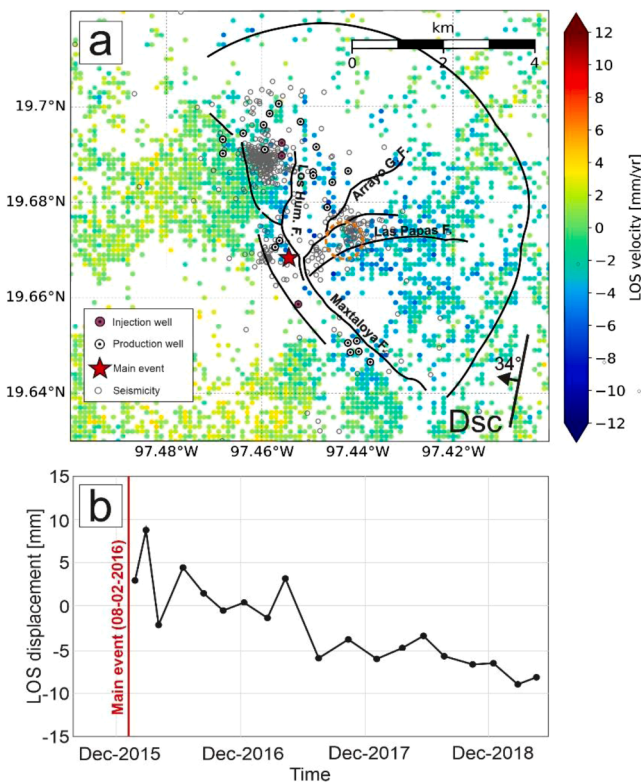 a
km
0
2
4
19.7°N
19.68°N
19.66°N
19.64°N
97.48°W
97.46°W
97.44°W
97.42°W
Los Hum. F.
Arrayo G. F.
Las Papas F.
Maxtaloya F.
Injection well
Production well
Main event
Seismicity
34°
Dsc
12
10
8
6
4
2
0
−2
−4
−6
−8
−10
−12
LOS velocity [mm/yr]
b
15
10
5
0
-5
-10
-15
LOS displacement [mm]
Main event (08-02-2016)
Dec-2015
Dec-2016
Dec-2017
Dec-2018
Time